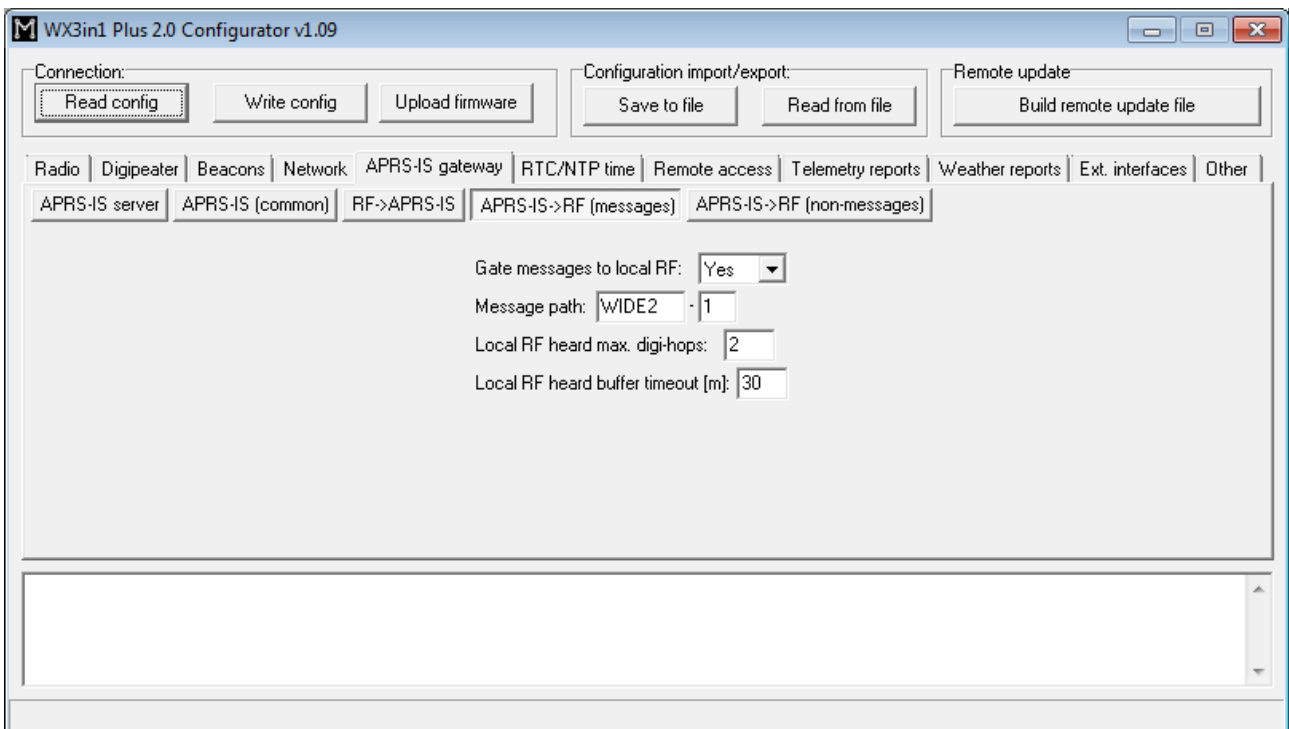 WX3in1 Plus 2.0 Configurator v1.09
Connection: Configuration import/export: Remote update
Read config Write config Upload firmware Save to file Read from file Build remote update file
Radio Digipeater Beacons Network APRS-IS gateway RTC/NTP time Remote access Telemetry reports Weather reports Ext. interfaces Other
APRS-IS server APRS-IS (common) RF->APRS-IS APRS-IS->RF (messages) APRS-IS->RF (non-messages)
Gate messages to local RF: Yes
Message path: WIDE2 - 1
Local RF heard max. digi-hops: 2
Local RF heard buffer timeout [m]: 30